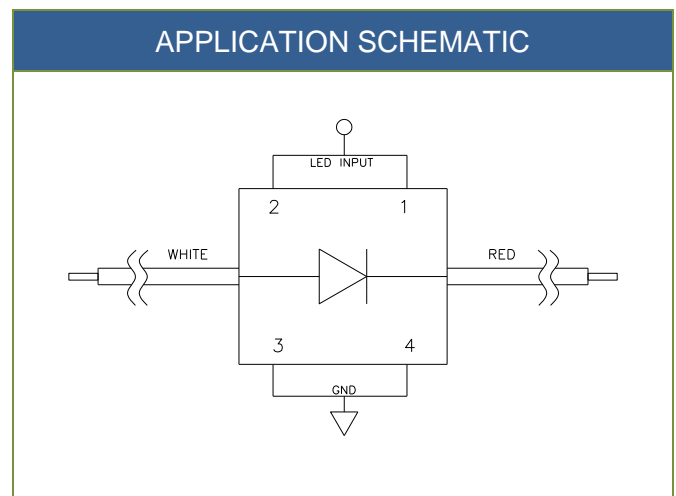 APPLICATION SCHEMATIC
LED INPUT
2 1
WHITE RED
3 4
GND